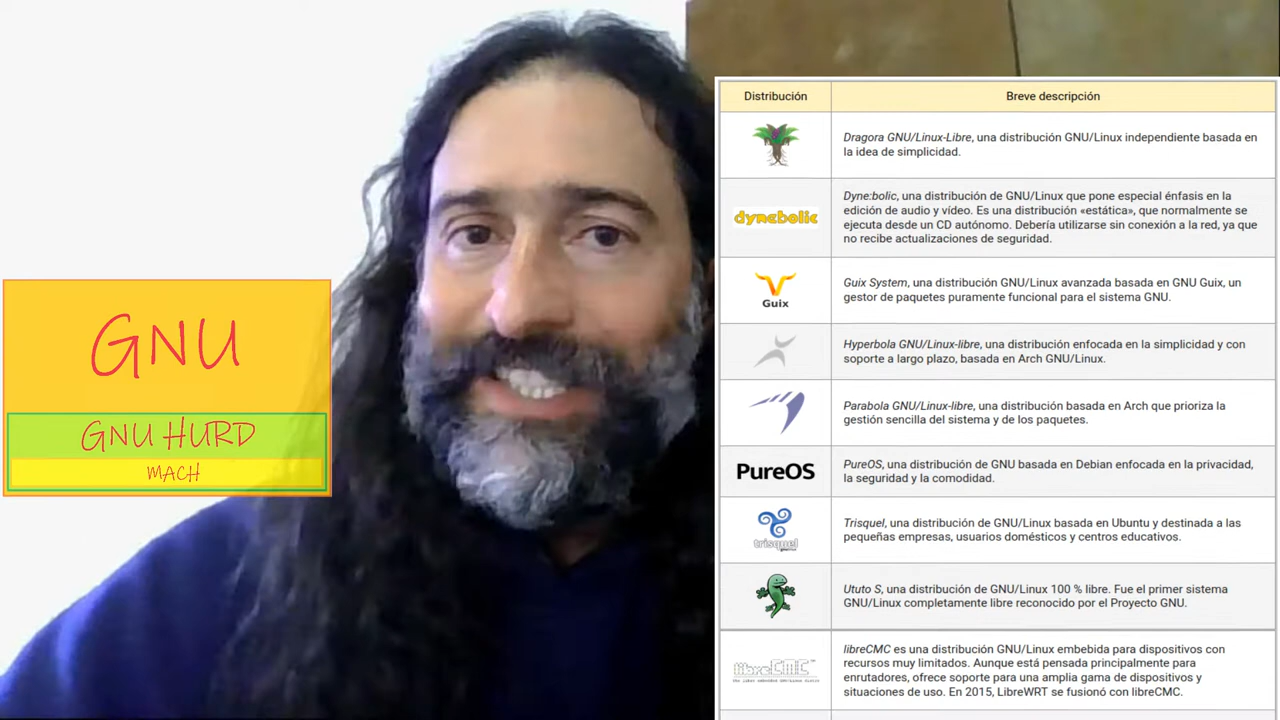 GNU
GNU HURD
MACH
Distribución
Breve descripción
Dragora GNU/Linux-Libre, una distribución GNU/Linux independiente basada en
la idea de simplicidad.
dynebolic
Dyne:bolic, una distribución de GNU/Linux que pone especial énfasis en la
edición de audio y vídeo. Es una distribución «estática», que normalmente se
ejecuta desde un CD autónomo. Debería utilizarse sin conexión a la red, ya que
no recibe actualizaciones de seguridad.
Guix
Guix System, una distribución GNU/Linux avanzada basada en GNU Guix, un
gestor de paquetes puramente funcional para el sistema GNU.
Hyperbola GNU/Linux-libre, una distribución enfocada en la simplicidad y con
soporte a largo plazo, basada en Arch GNU/Linux.
Parabola GNU/Linux-libre, una distribución basada en Arch que prioriza la
gestión sencilla del sistema y de los paquetes.
PureOS
PureOS, una distribución de GNU basada en Debian enfocada en la privacidad,
la seguridad y la comodidad.
trisquel
Trisquel, una distribución de GNU/Linux basada en Ubuntu y destinada a las
pequeñas empresas, usuarios domésticos y centros educativos.
Ututo S, una distribución de GNU/Linux 100 % libre. Fue el primer sistema
GNU/Linux completamente libre reconocido por el Proyecto GNU.
libreCMC
libreCMC es una distribución GNU/Linux embebida para dispositivos con
recursos muy limitados. Aunque está pensada principalmente para
enrutadores, ofrece soporte para una amplia gama de dispositivos y
situaciones de uso. En 2015, LibreWRT se fusionó con libreCMC.